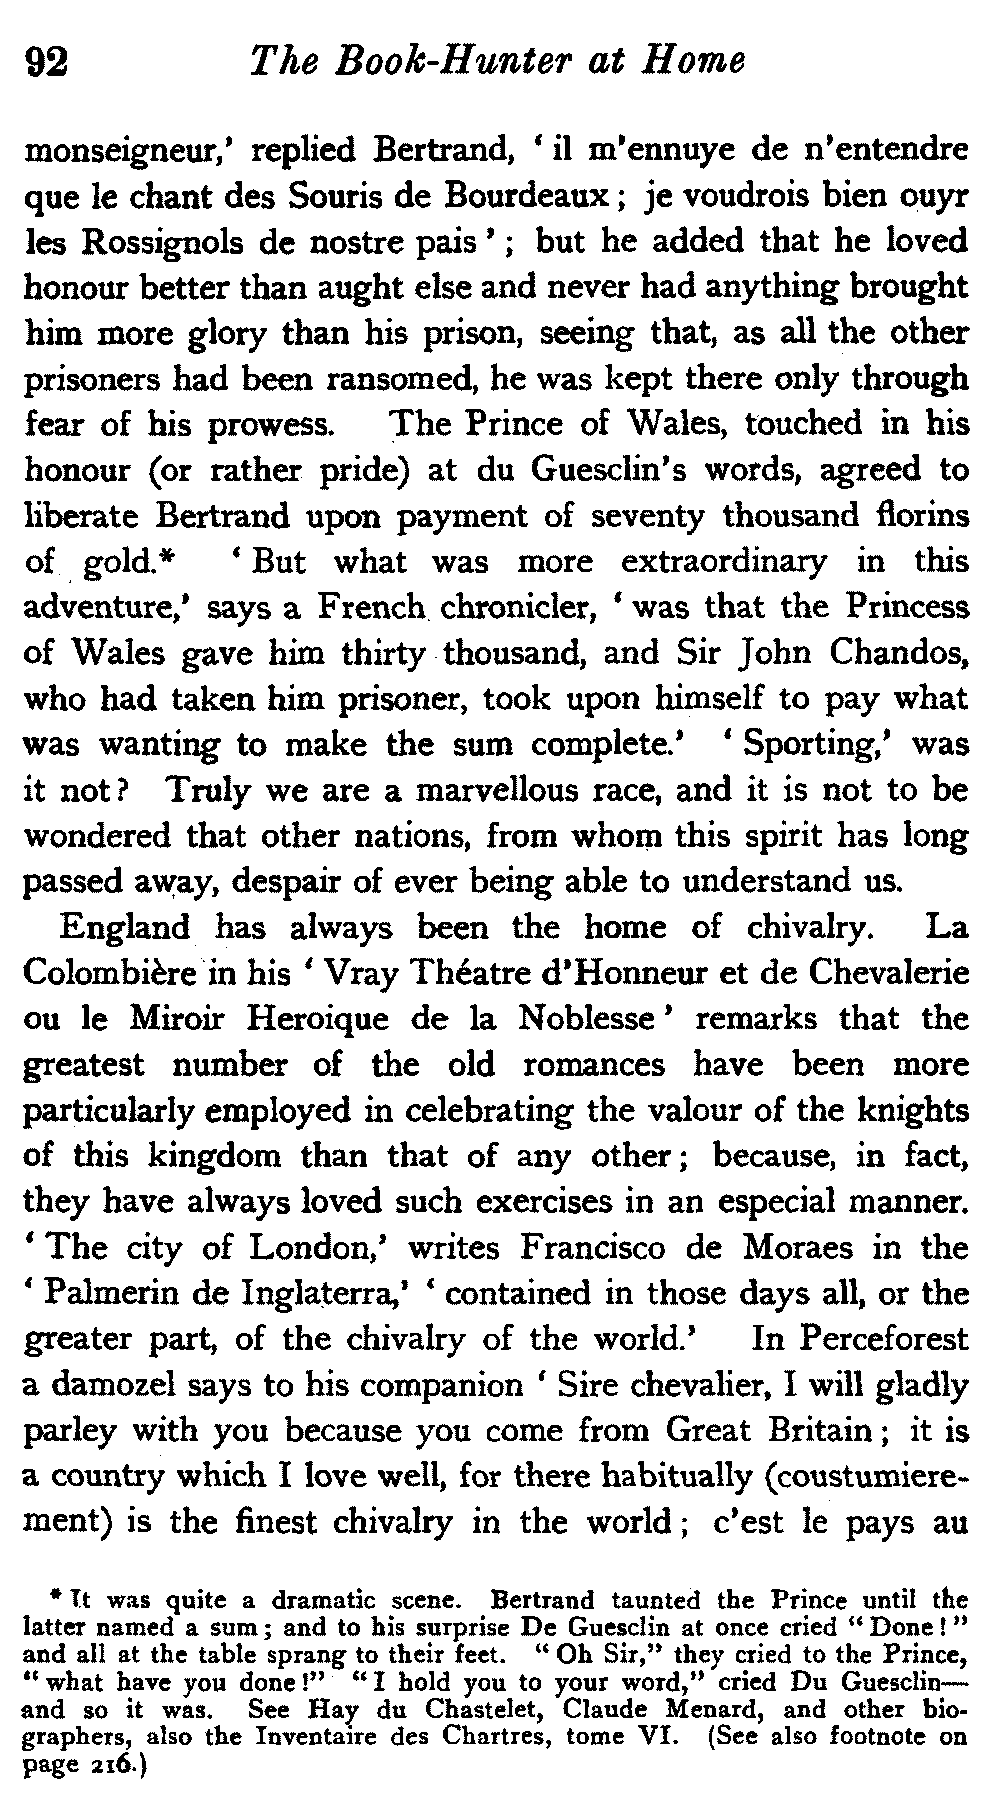 92 The Book-Hunter at Home
monseigneur,' replied Bertrand, 'il m'ennuye de n'entendre
que le chant des Souris de Bourdeaux; je voudrois bien ouyr
les Rossignols de nostre pais'; but he added that he loved
honour better than aught else and never had anything brought
him more glory than his prison, seeing that, as all the other
prisoners had been ransomed, he was kept there only through
fear of his prowess. The Prince of Wales, touched in his
honour (or rather pride) at du Guesclin's words, agreed to
liberate Bertrand upon payment of seventy thousand florins
of gold.* 'But what was more extraordinary in this
adventure,' says a French chronicler, 'was that the Princess
of Wales gave him thirty thousand, and Sir John Chandos,
who had taken him prisoner, took upon himself to pay what
was wanting to make the sum complete.' 'Sporting,' was
it not? Truly we are a marvellous race, and it is not to be
wondered that other nations, from whom this spirit has long
passed away, despair of ever being able to understand us.
England has always been the home of chivalry. La
Colombière in his 'Vray Théatre d'Honneur et de Chevalerie
ou le Miroir Heroique de la Noblesse' remarks that the
greatest number of the old romances have been more
particularly employed in celebrating the valour of the knights
of this kingdom than that of any other; because, in fact,
they have always loved such exercises in an especial manner.
'The city of London,' writes Francisco de Moraes in the
'Palmerin de Inglaterra,' 'contained in those days all, or the
greater part, of the chivalry of the world.' In Perceforest
a damozel says to his companion 'Sire chevalier, I will gladly
parley with you because you come from Great Britain; it is
a country which I love well, for there habitually (coustumiere-
ment) is the finest chivalry in the world; c'est le pays au
* It was quite a dramatic scene. Bertrand taunted the Prince until the
latter named a sum; and to his surprise De Guesclin at once cried "Done!"
and all at the table sprang to their feet. "Oh Sir," they cried to the Prince,
"what have you done!" "I hold you to your word," cried Du Guesclin—
and so it was. See Hay du Chastelet, Claude Menard, and other bio-
graphers, also the Inventaire des Chartres, tome VI. (See also footnote on
page 216.)